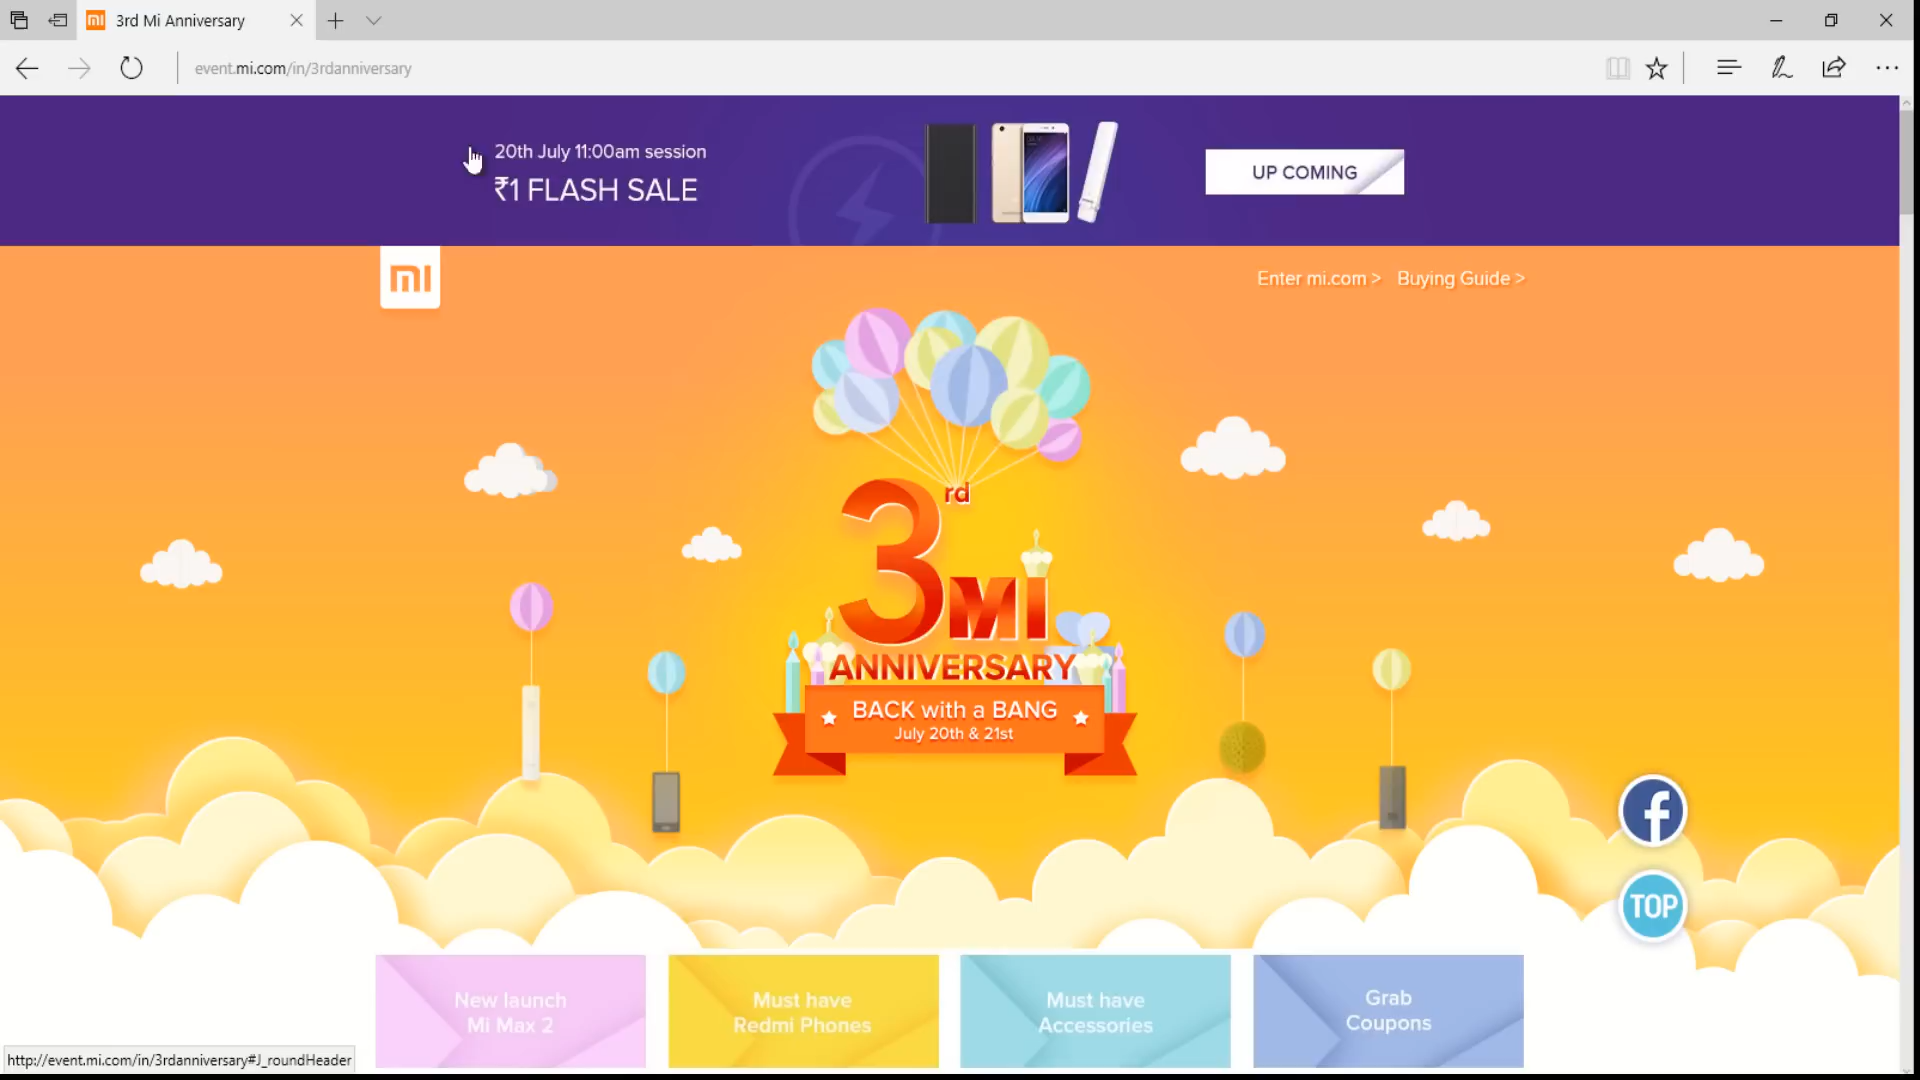 3rd Mi Anniversary
event.mi.com/in/3rdanniversary
20th July 11:00am session
₹1 FLASH SALE
UP COMING
mi
Enter mi.com >
Buying Guide >
3rd
MI
ANNIVERSARY
BACK with a BANG
July 20th & 21st
f
TOP
New launch
Mi Max 2
Must have
Redmi Phones
Must have
Accessories
Grab
Coupons
http://event.mi.com/in/3rdanniversary#J_roundHeader